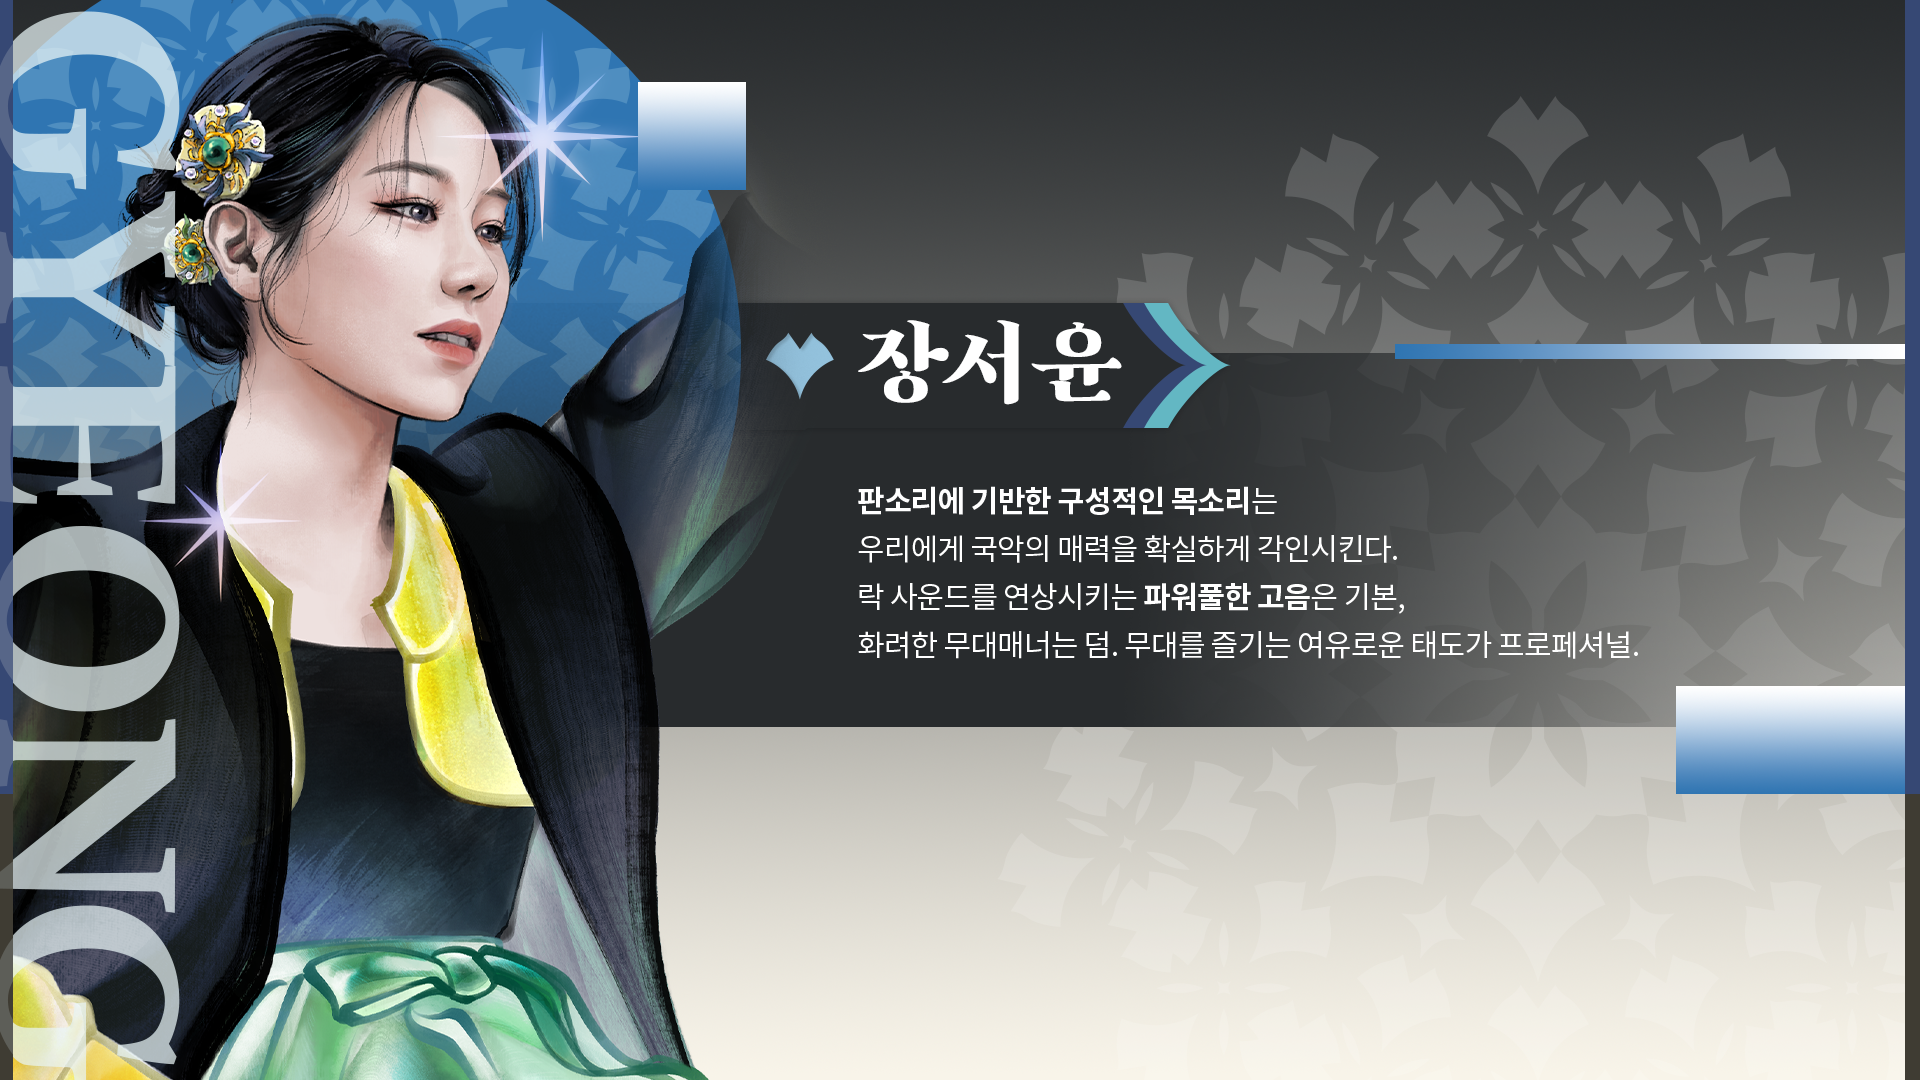 GYEONG
장서윤
판소리에 기반한 구성적인 목소리는
우리에게 국악의 매력을 확실하게 각인시킨다.
락 사운드를 연상시키는 파워풀한 고음은 기본,
화려한 무대매너는 덤. 무대를 즐기는 여유로운 태도가 프로페셔널.